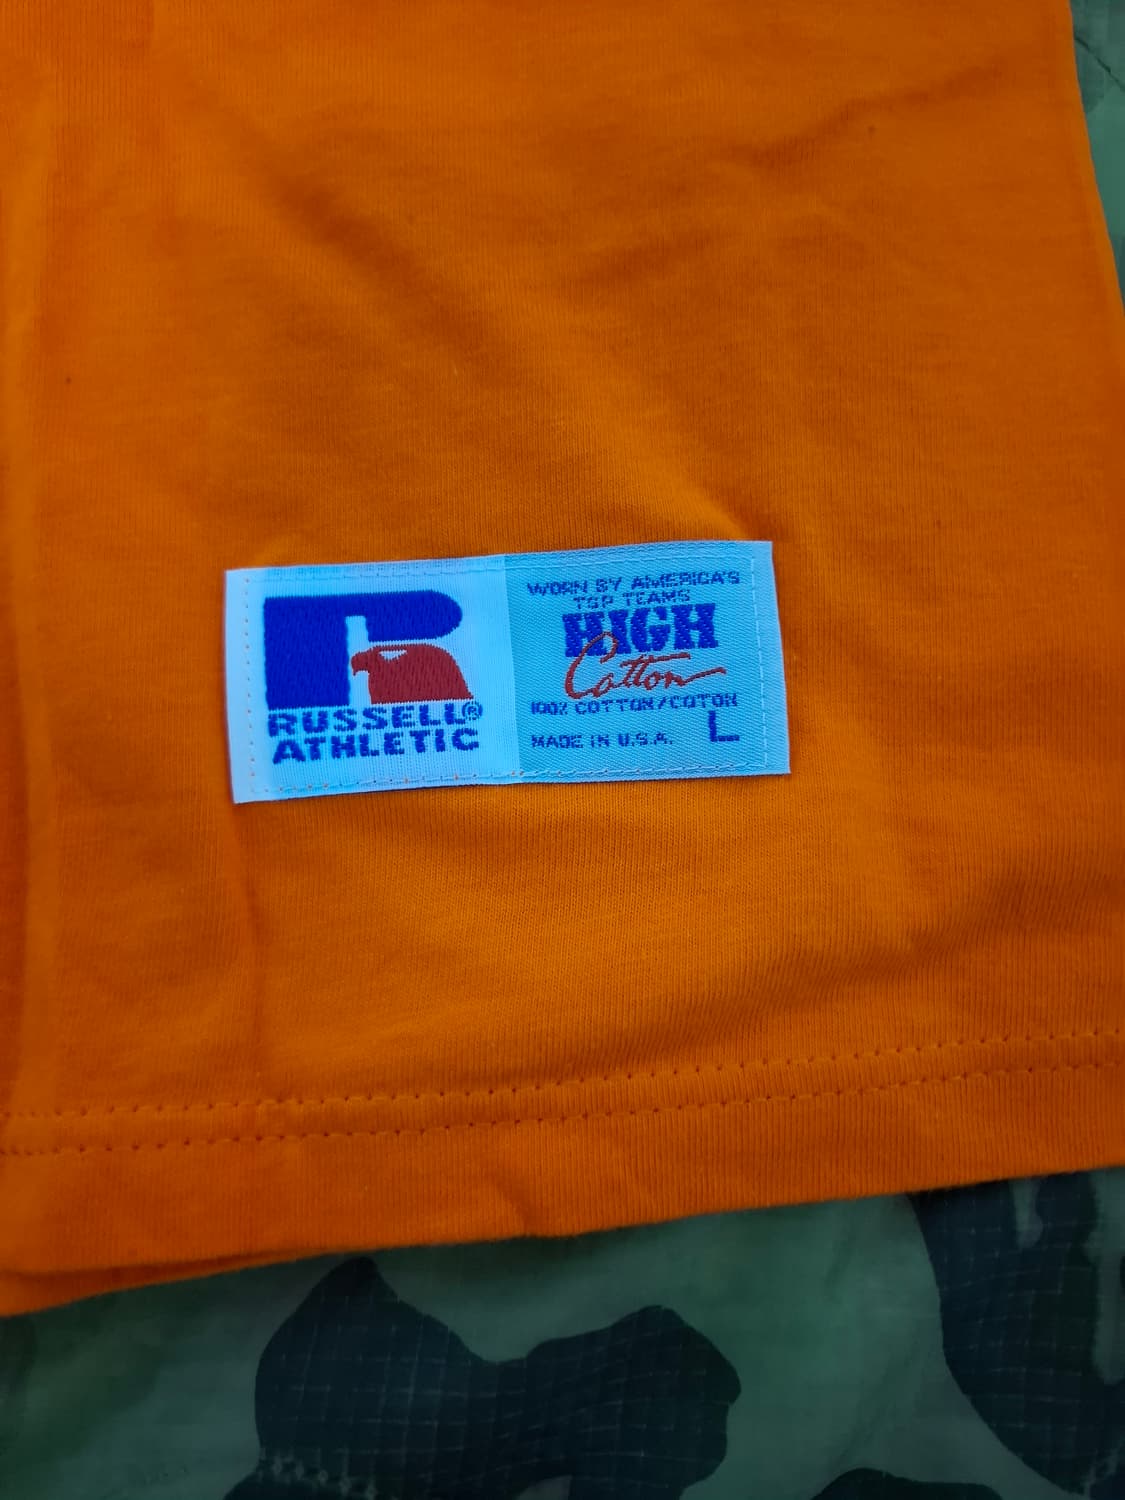 RUSSELL®
ATHLETIC
WORN BY AMERICA'S
TOP TEAMS
HIGH
Cotton
100% COTTON/COTON
MADE IN U.S.A. L